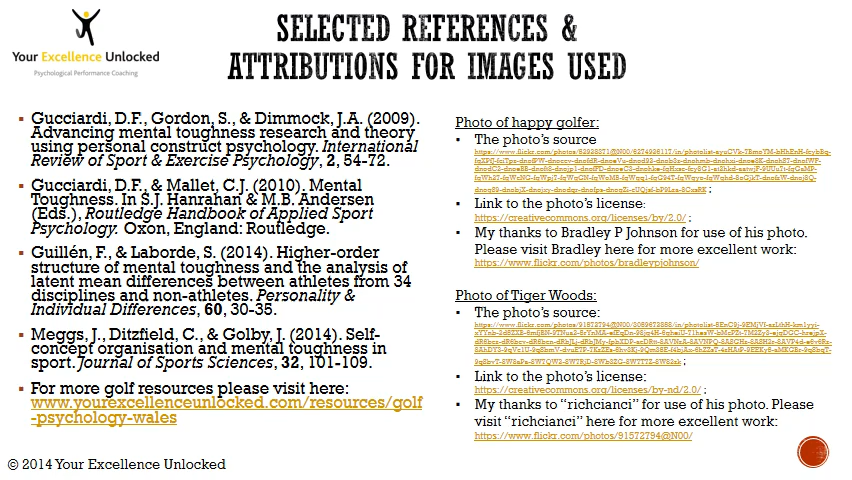 Your Excellence Unlocked
Psychological Performance Coaching
SELECTED REFERENCES &
ATTRIBUTIONS FOR IMAGES USED
▪ Gucciardi, D.F., Gordon, S., & Dimmock, J.A. (2009).
Advancing mental toughness research and theory
using personal construct psychology. International
Review of Sport & Exercise Psychology, 2, 54-72.
▪ Gucciardi, D.F., & Mallet, C.J. (2010). Mental
Toughness. In S.J. Hanrahan & M.B. Andersen
(Eds.), Routledge Handbook of Applied Sport
Psychology. Oxon, England: Routledge.
▪ Guillén, F., & Laborde, S. (2014). Higher-order
structure of mental toughness and the analysis of
latent mean differences between athletes from 34
disciplines and non-athletes. Personality &
Individual Differences, 60, 30-35.
▪ Meggs, J., Ditzfield, C., & Golby, J. (2014). Self-
concept organisation and mental toughness in
sport. Journal of Sports Sciences, 32, 101-109.
▪ For more golf resources please visit here:
www.yourexcellenceunlocked.com/resources/golf
-psychology-wales
© 2014 Your Excellence Unlocked
Photo of happy golfer:
▪ The photo's source
▪ Link to the photo's license:
https://creativecommons.org/licenses/by/2.0/ ;
▪ My thanks to Bradley P Johnson for use of his photo.
Please visit Bradley here for more excellent work:
https://www.flickr.com/photos/bradleypjohnson/
Photo of Tiger Woods:
▪ The photo's source:
▪ Link to the photo's license
https://creativecommons.org/licenses/by-nd/2.0/ ;
▪ My thanks to "richcianci" for use of his photo. Please
visit "richcianci" here for more excellent work:
https://www.flickr.com/photos/91572794@N00/